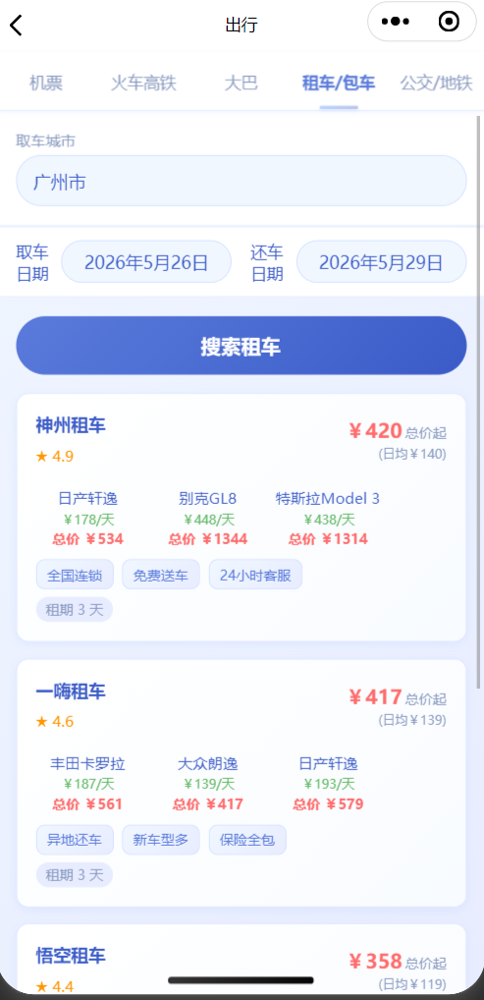 出行
机票 火车高铁 大巴 租车/包车 公交/地铁
取车城市
广州市
取车日期 2026年5月26日 还车日期 2026年5月29日
搜索租车
神州租车
¥420总价起
★ 4.9
(日均¥140)
日产轩逸 别克GL8 特斯拉Model 3
¥178/天 ¥448/天 ¥438/天
总价 ¥534 总价 ¥1344 总价 ¥1314
全国连锁 免费送车 24小时客服
租期 3 天
一嗨租车
¥417总价起
★ 4.6
(日均¥139)
丰田卡罗拉 大众朗逸 日产轩逸
¥187/天 ¥139/天 ¥193/天
总价 ¥561 总价 ¥417 总价 ¥579
异地还车 新车型多 保险全包
租期 3 天
悟空租车
¥358总价起
★ 4.4
(日均¥119)